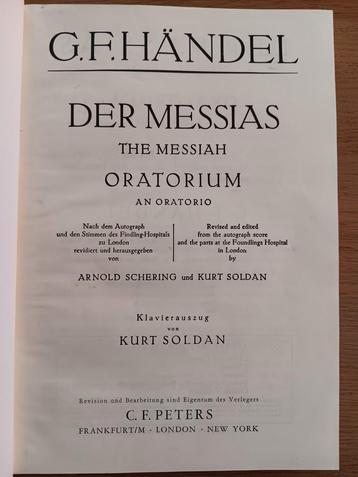 G.F.HÄNDEL
DER MESSIAS
THE MESSIAH
ORATORIUM
AN ORATORIO
Nach dem Autograph
und den Stimmen des Findling-Hospitals
zu London
revidiert und herausgegeben
von
Revised and edited
from the autograph score
and the parts at the Foundlings Hospital
in London
by
ARNOLD SCHERING und KURT SOLDAN
Klavierauszug
von
KURT SOLDAN
Revision und Bearbeitung sind Eigentum des Verlegers
C. F. PETERS
FRANKFURT/M · LONDON · NEW YORK